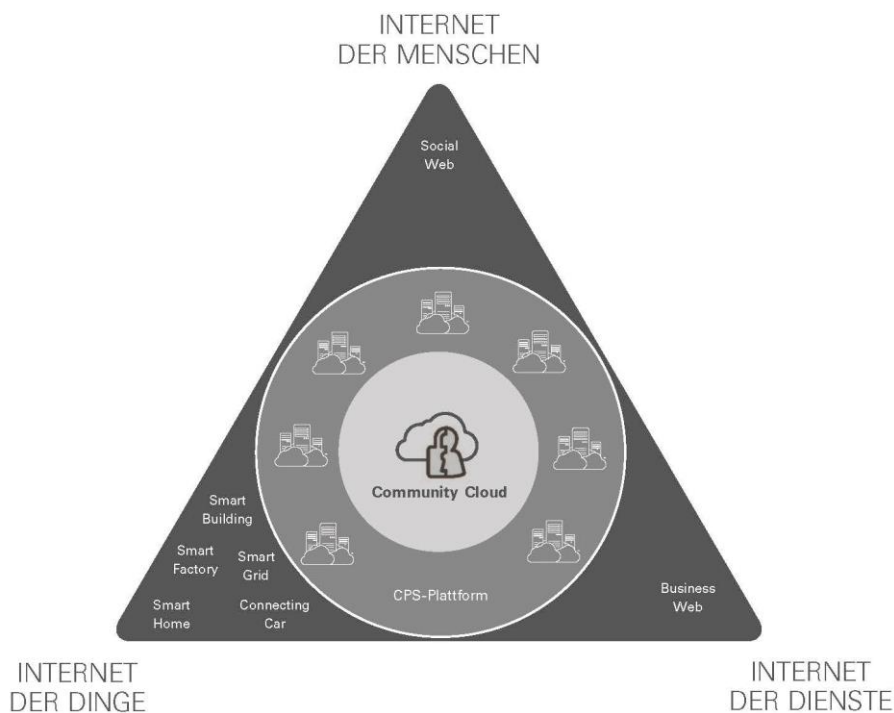 INTERNET
DER MENSCHEN
Social
Web
Community Cloud
Smart
Building
Smart
Factory
Smart
Grid
Smart
Home
Connecting
Car
CPS-Plattform
Business
Web
INTERNET
DER DINGE
INTERNET
DER DIENSTE